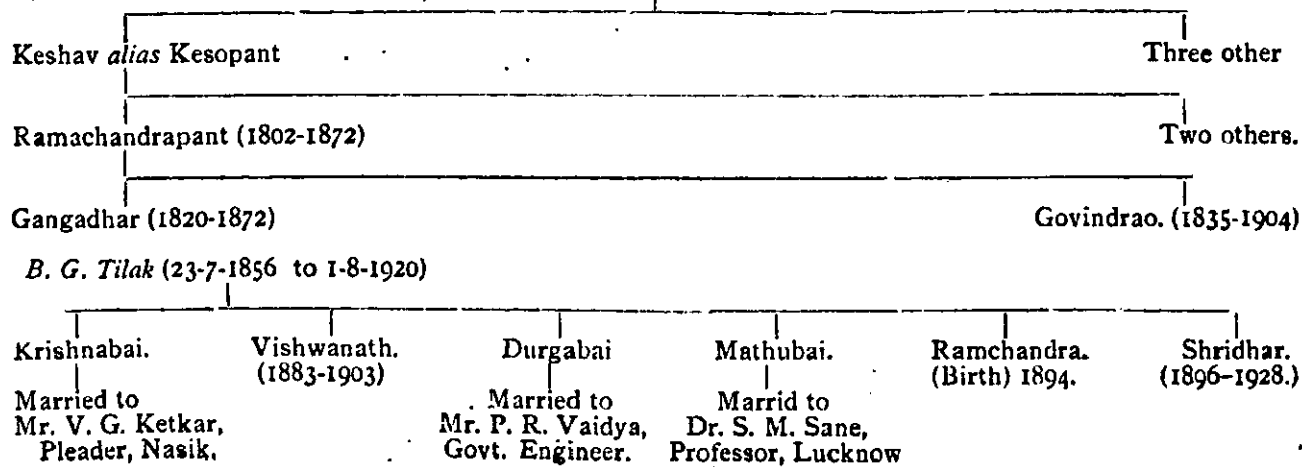 Keshav alias Kesopant Three other
Ramachandrapant (1802-1872) Two others.
Gangadhar (1820-1872) Govindrao. (1835-1904)
B. G. Tilak (23-7-1856 to 1-8-1920)
Krishnabai. Vishwanath. Durgabai Mathubai. Ramchandra. Shridhar.
(1883-1903) (Birth) 1894. (1896-1928.)
Married to Married to Marrid to
Mr. V. G. Ketkar, Mr. P. R. Vaidya, Dr. S. M. Sane,
Pleader, Nasik. Govt. Engineer. Professor, Lucknow